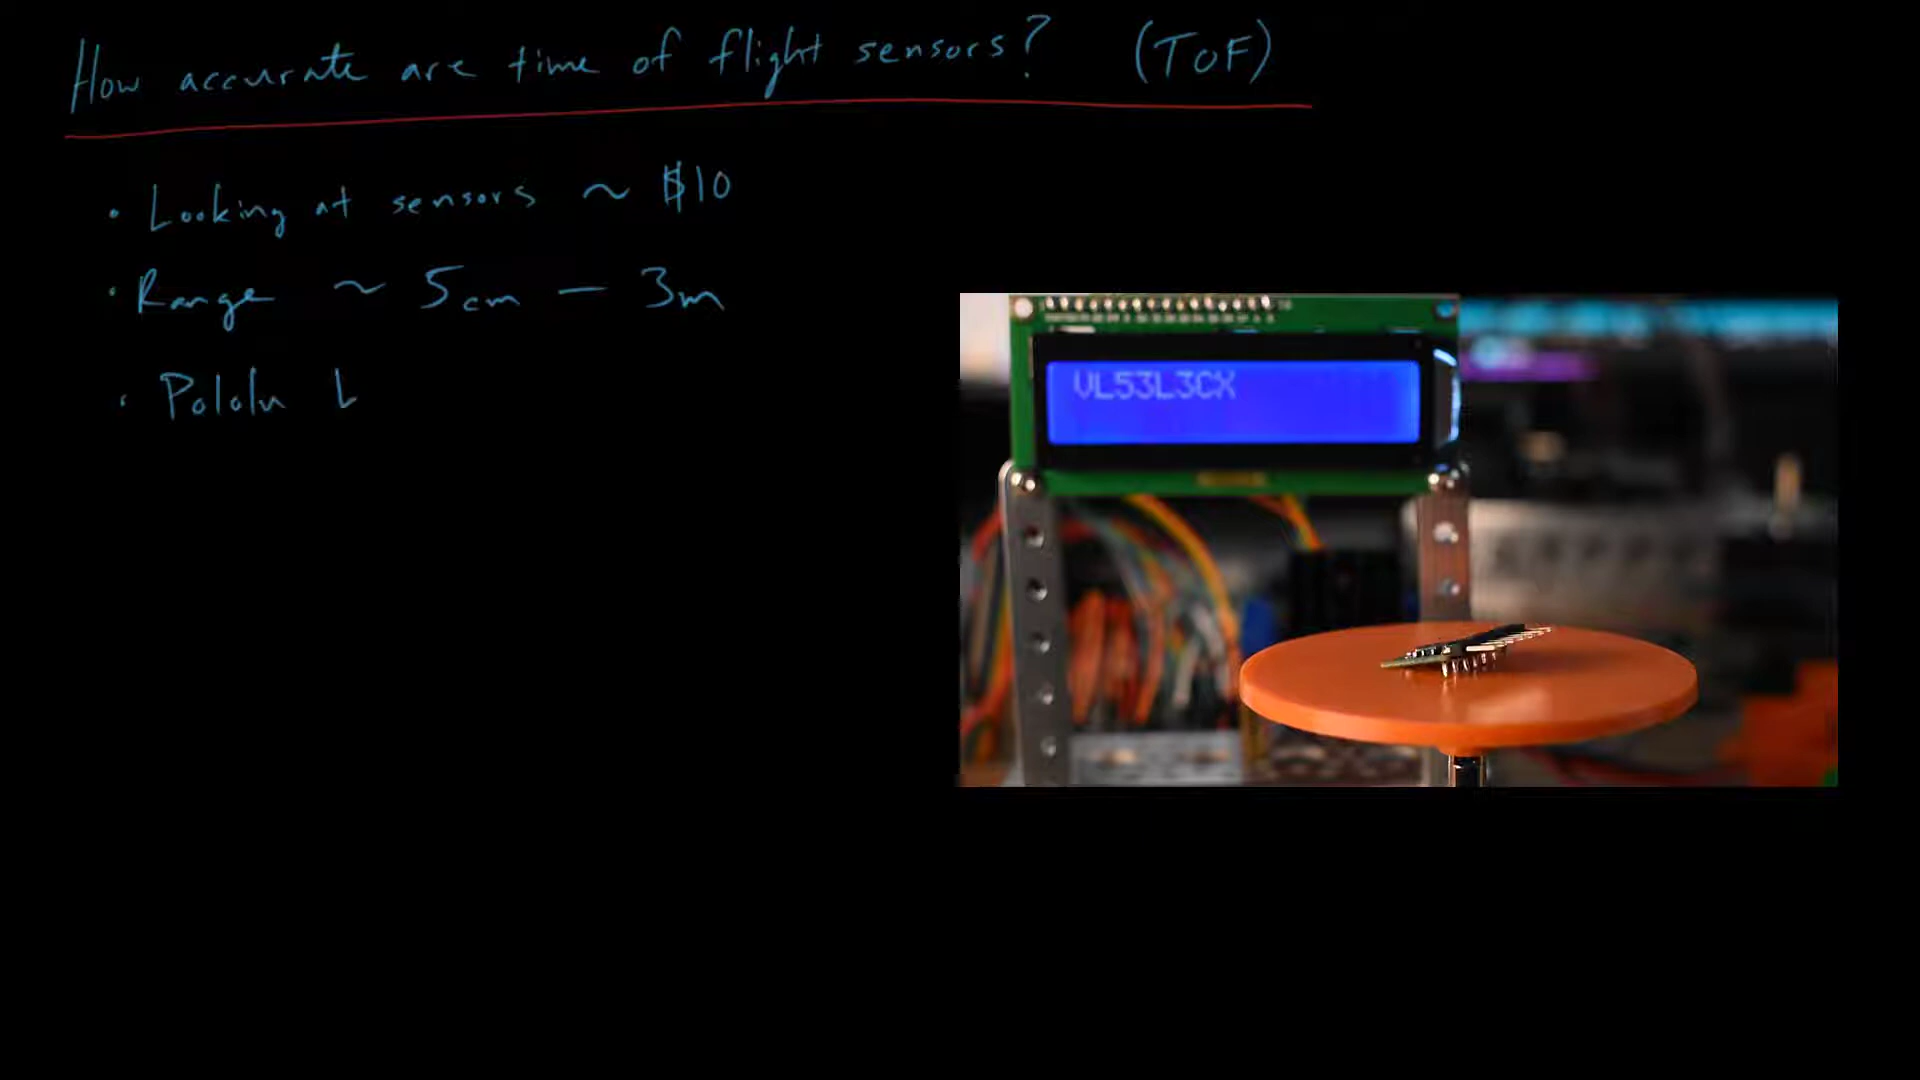 How accurate are time of flight sensors? (ToF)
• Looking at sensors ~ $10
• Range ~ 5cm - 3m
• Pololu L
VL53L3CX